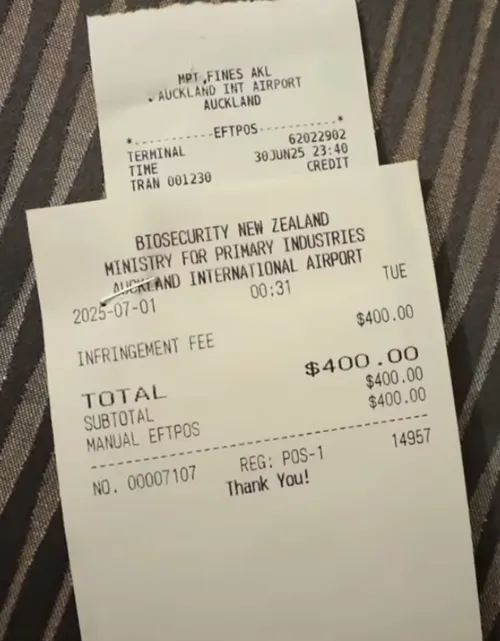 MPI FINES AKL
AUCKLAND INT AIRPORT
AUCKLAND
*----------EFTPOS----------*
TERMINAL 62022902
TIME 30JUN25 23:40
TRAN 001230 CREDIT
BIOSECURITY NEW ZEALAND
MINISTRY FOR PRIMARY INDUSTRIES
AUCKLAND INTERNATIONAL AIRPORT
2025-07-01 00:31 TUE
INFRINGEMENT FEE $400.00
TOTAL $400.00
SUBTOTAL $400.00
MANUAL EFTPOS $400.00
NO. 00007107 REG: POS-1 14957
Thank You!